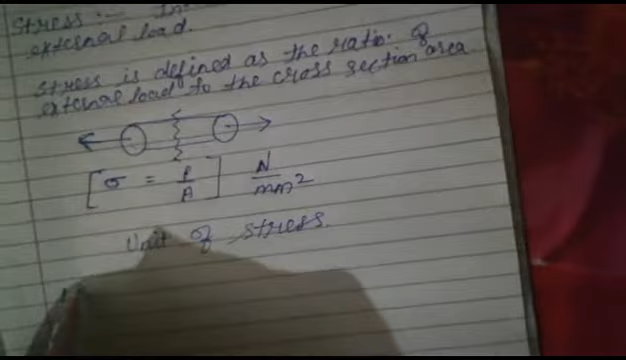 Stress :- In
external load.
Stress is defined as the ratio. of
external load to the cross section area
[σ = P/A] N/mm²
Unit of stress.